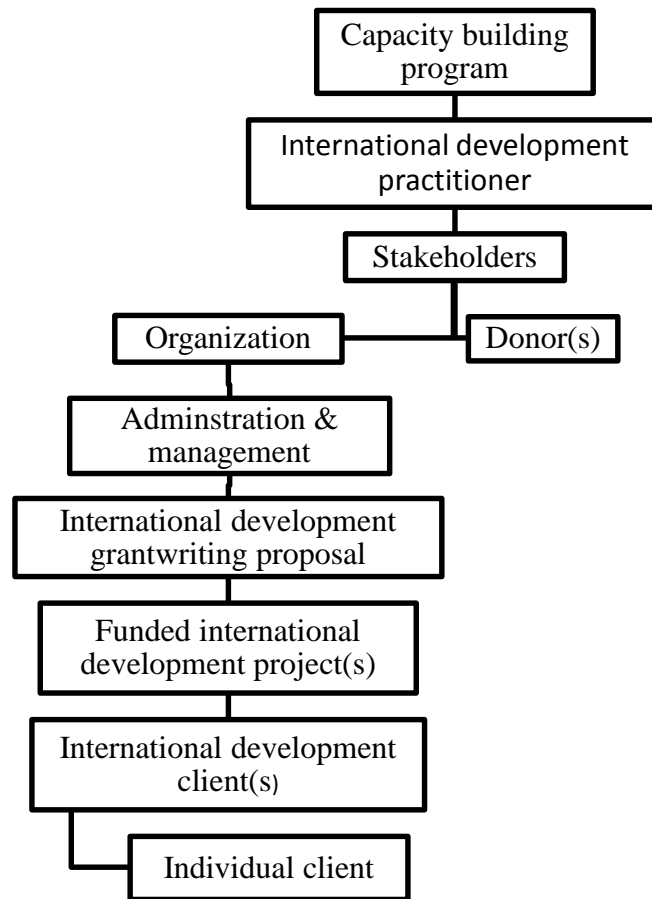 Capacity building
program
International development
practitioner
Stakeholders
Organization
Donor(s)
Adminstration &
management
International development
grantwriting proposal
Funded international
development project(s)
International development
client(s)
Individual client